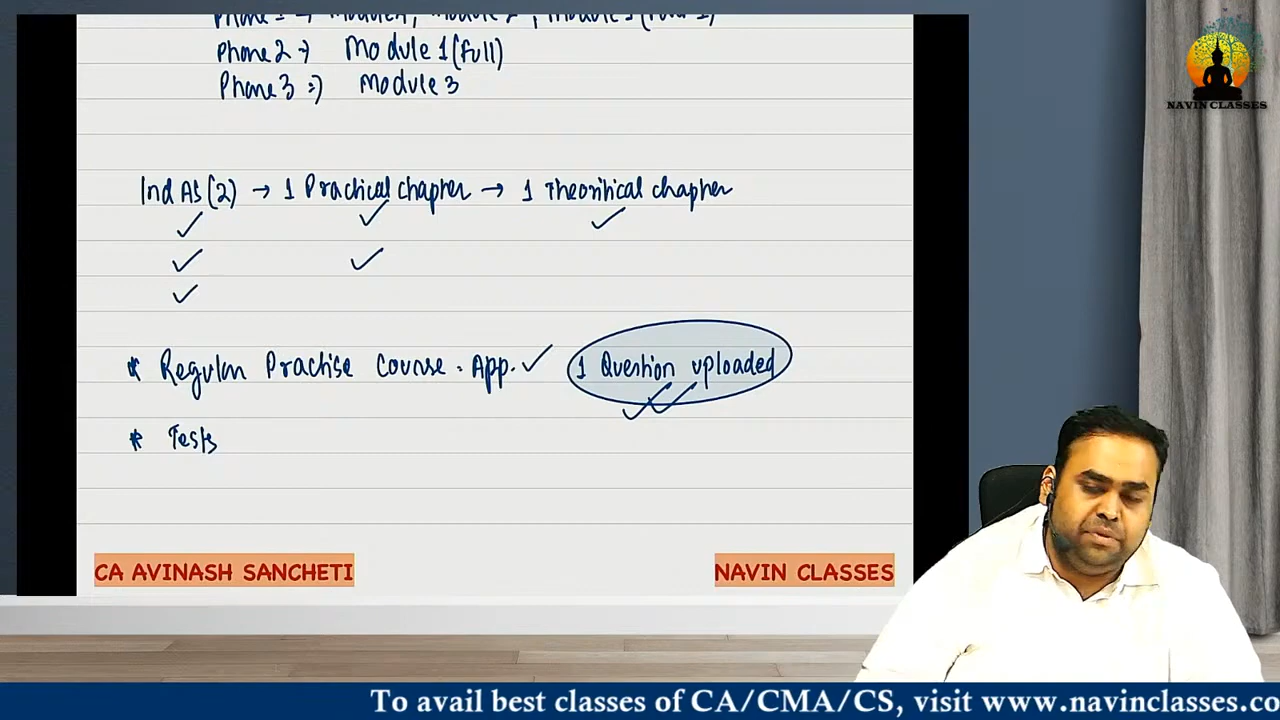 Phone 2 => Module 1 (Full)
Phone 3 => Module 3
Ind AS (2) → 1 Practical chapter → 1 Theoritical chapter
* Regular Practise Course. App. ✓ 1 Question uploaded
* Tests
CA AVINASH SANCHETI
NAVIN CLASSES
NAVIN CLASSES
To avail best classes of CA/CMA/CS, visit www.navinclasses.co